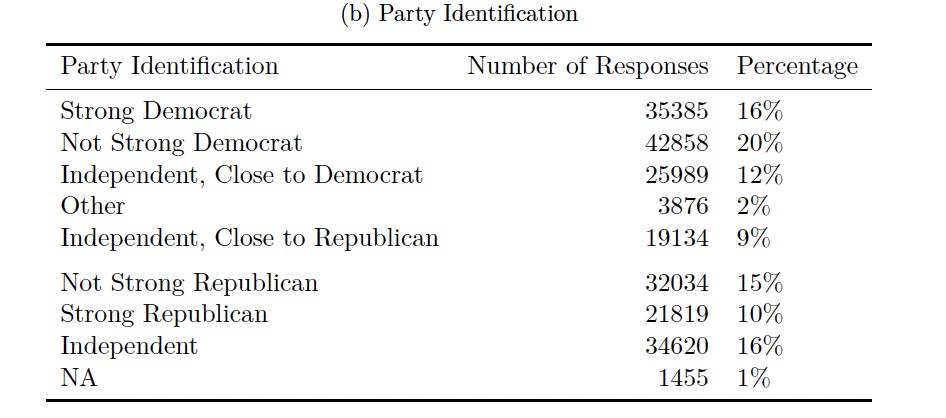 (b) Party Identification
Party Identification Number of Responses Percentage
Strong Democrat 35385 16%
Not Strong Democrat 42858 20%
Independent, Close to Democrat 25989 12%
Other 3876 2%
Independent, Close to Republican 19134 9%
Not Strong Republican 32034 15%
Strong Republican 21819 10%
Independent 34620 16%
NA 1455 1%